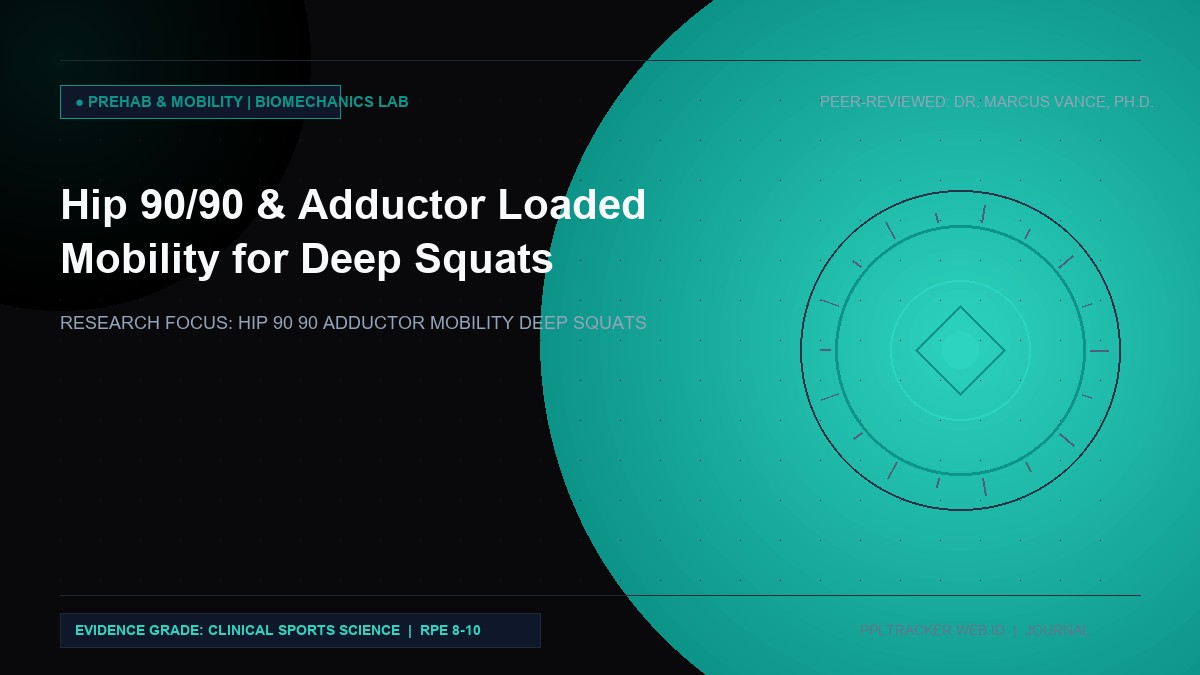 ● PREHAB & MOBILITY | BIOMECHANICS LAB
PEER-REVIEWED: DR. MARCUS VANCE, PH.D.
Hip 90/90 & Adductor Loaded
Mobility for Deep Squats
RESEARCH FOCUS: HIP 90 90 ADDUCTOR MOBILITY DEEP SQUATS
EVIDENCE GRADE: CLINICAL SPORTS SCIENCE | RPE 8-10
PPLTRACKER.WEB.ID | JOURNAL